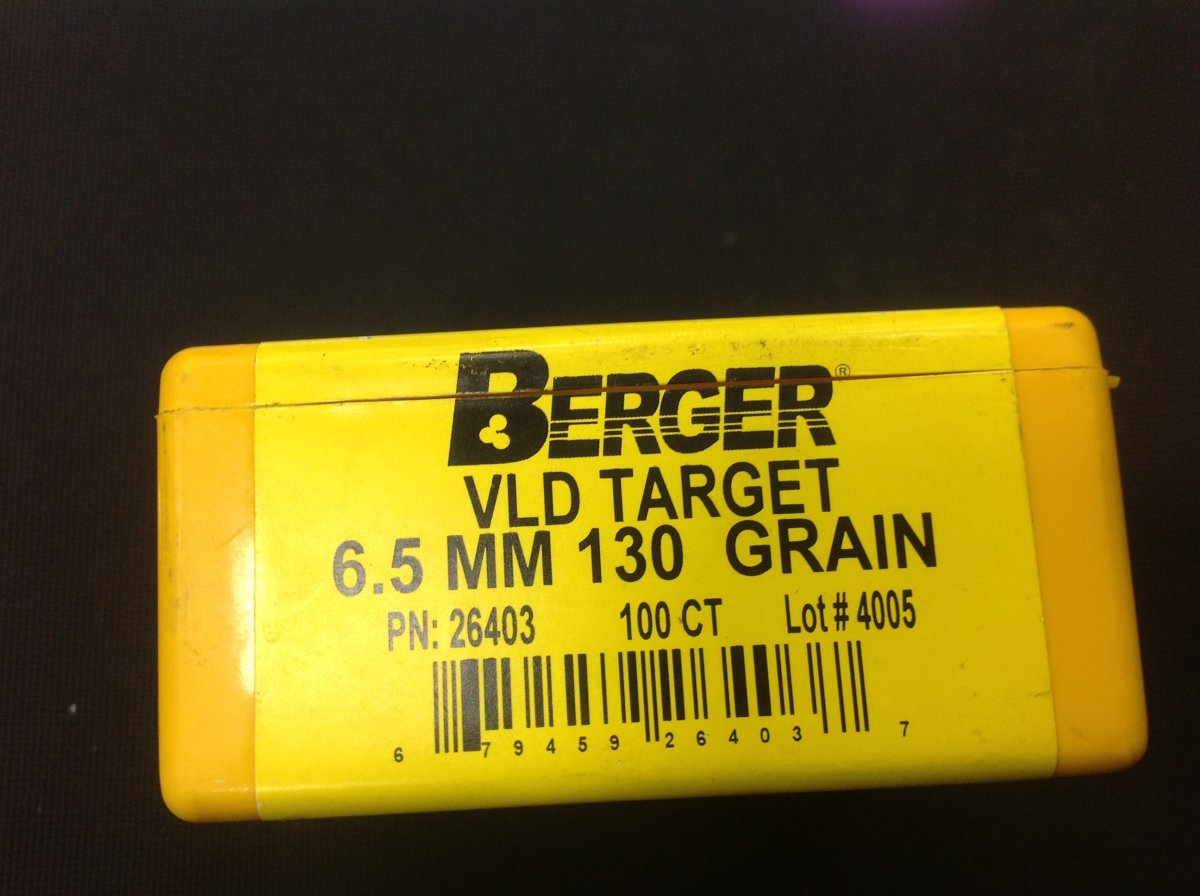 BERGER®
VLD TARGET
6.5 MM 130 GRAIN
PN: 26403 100 CT Lot # 4005
6 79459 26403 7